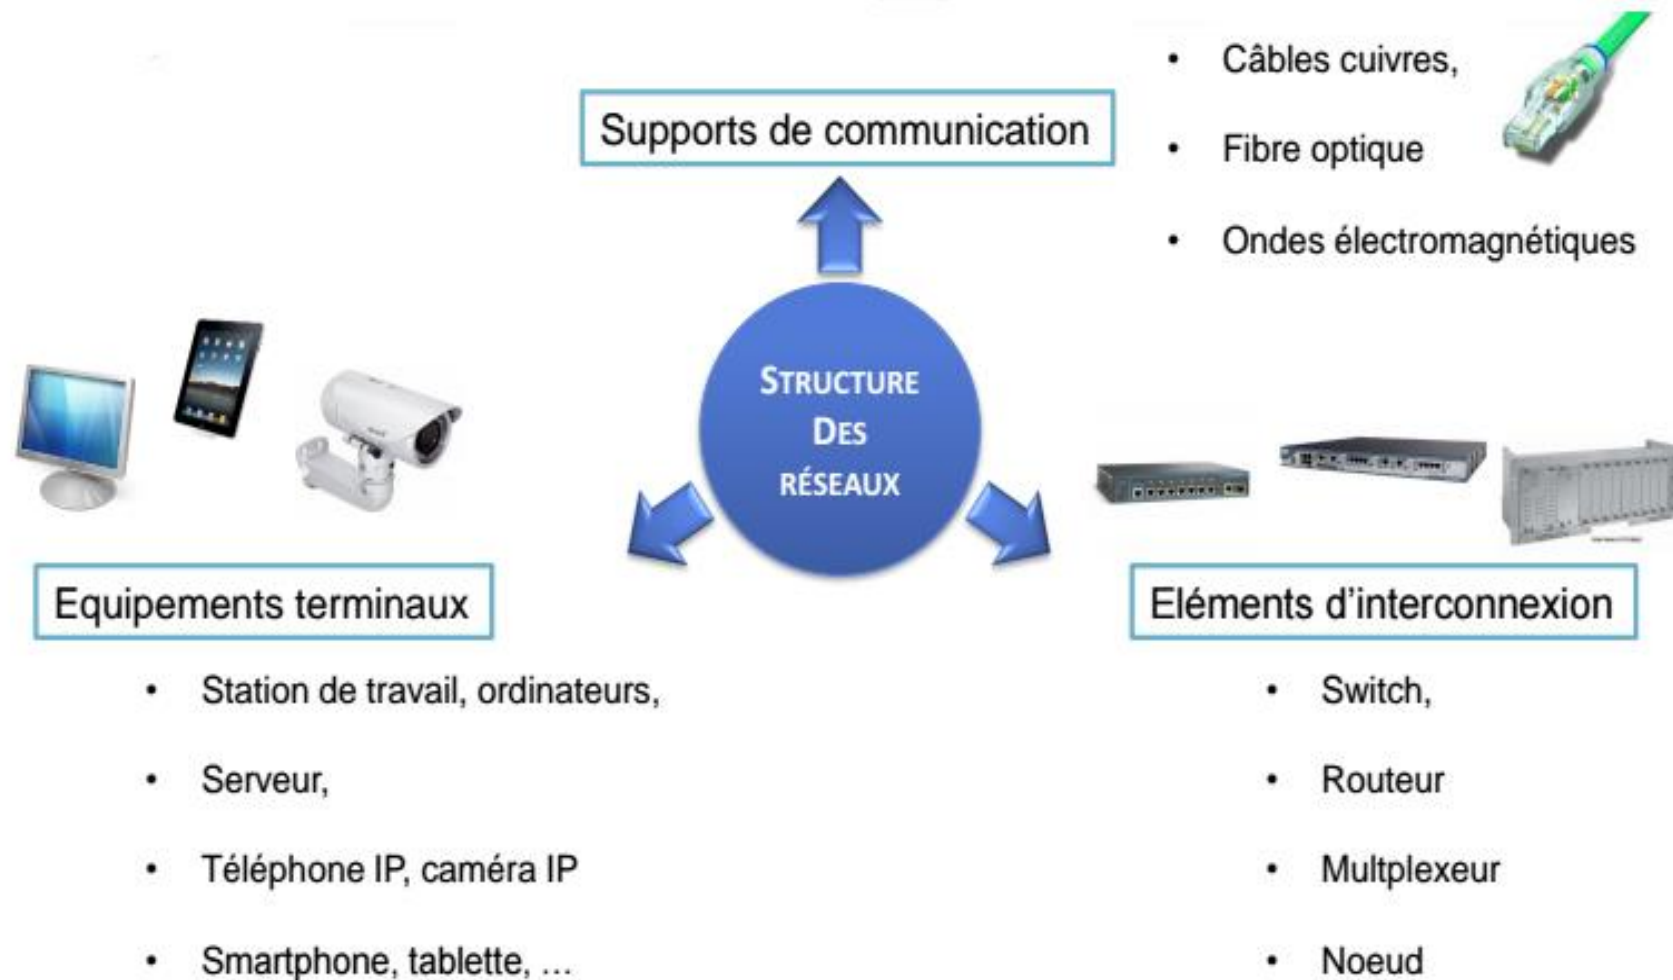 Supports de communication
• Câbles cuivres,
• Fibre optique
• Ondes électromagnétiques
STRUCTURE
DES
RÉSEAUX
Equipements terminaux
• Station de travail, ordinateurs,
• Serveur,
• Téléphone IP, caméra IP
• Smartphone, tablette, …
Eléments d’interconnexion
• Switch,
• Routeur
• Multplexeur
• Noeud